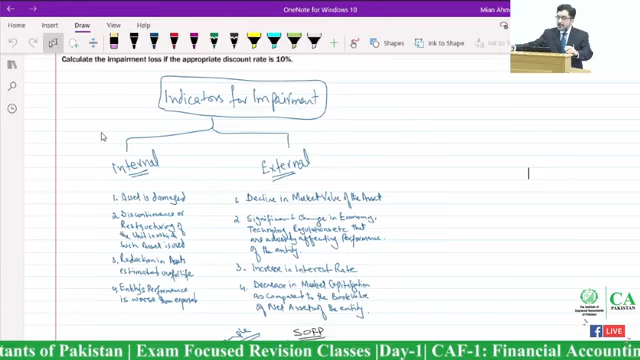 OneNote for Windows 10
Mian Ahm
Home Insert Draw View
Shapes Ink to Shape
Calculate the impairment loss if the appropriate discount rate is 10%.
Indicators for Impairment
Internal
External
1. Asset is damaged
2. Discontinuance or
Restructuring of
the Unit in which
such Asset is used
3. Reduction in Assets
estimated useful life
4. Entity's Performance
is worse than expected
1. Decline in Market Value of the Asset
2. Significant Change in Economy,
Technology, Regulations etc that
are adversely affecting performance
of the entity.
3. Increase in Interest Rate
4. Decrease in Market Capitalization
as compared to the Book Value
of Net Assets of the entity.
SOFP
CA
PAKISTAN
LIVE
tants of Pakistan | Exam Focused Revision Classes |Day-1| CAF-1: Financial Accounting